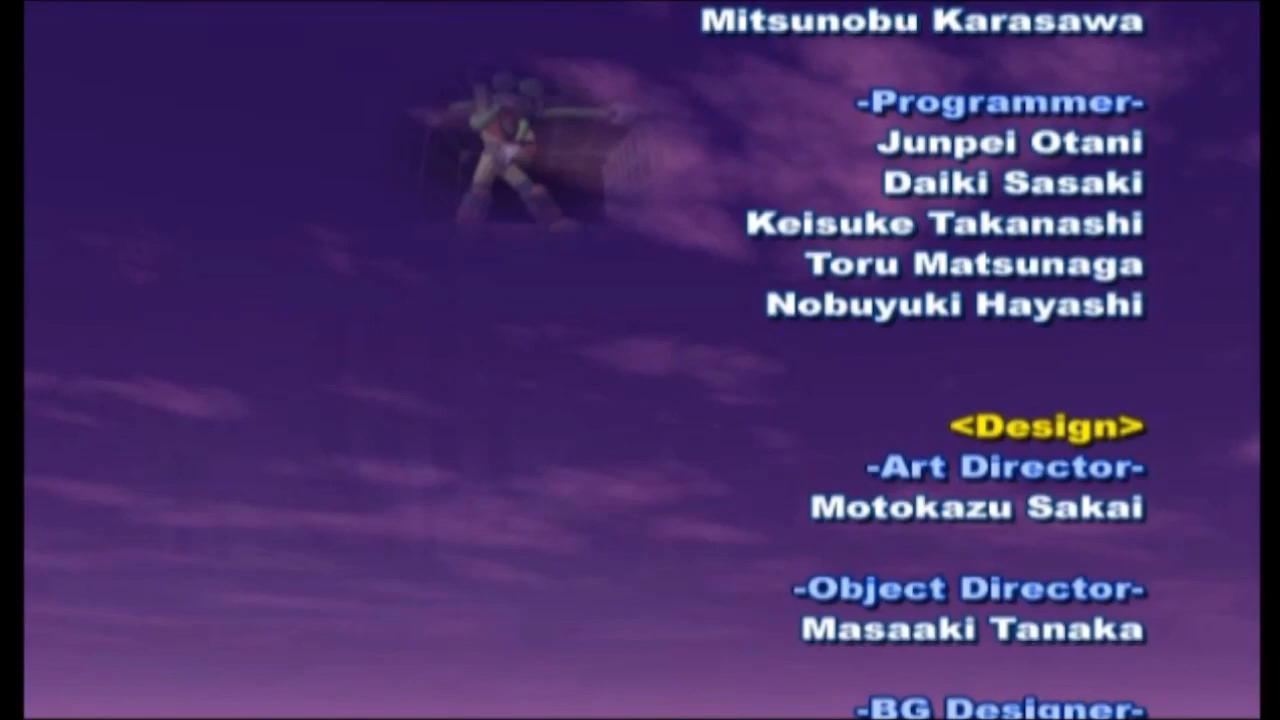 Mitsunobu Karasawa
-Programmer-
Junpei Otani
Daiki Sasaki
Keisuke Takanashi
Toru Matsunaga
Nobuyuki Hayashi
<Design>
-Art Director-
Motokazu Sakai
-Object Director-
Masaaki Tanaka
-BG Designer-